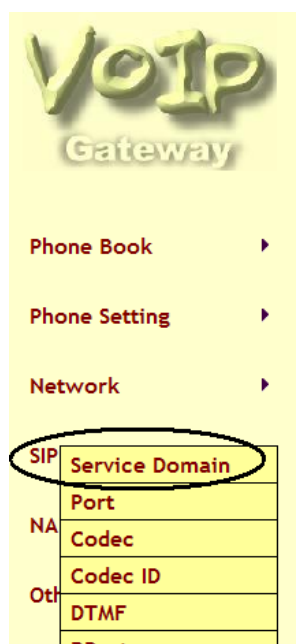 VoIP
Gateway
Phone Book
Phone Setting
Network
SIP
Service Domain
Port
NA
Codec
Codec ID
Oth
DTMF